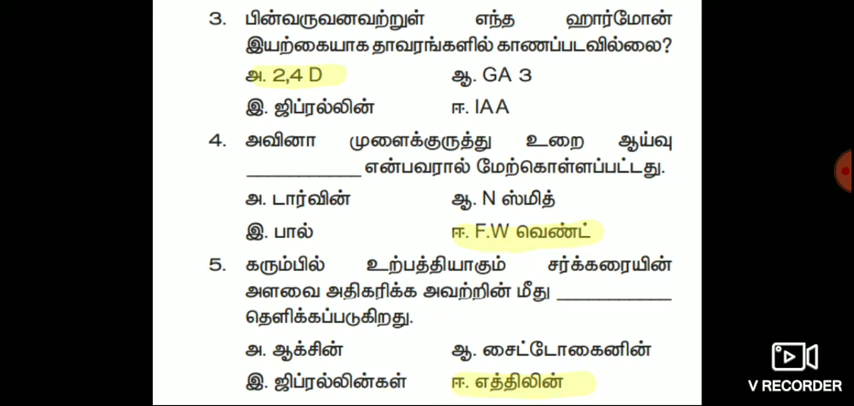 3. பின்வருவனவற்றுள் எந்த ஹார்மோன்
இயற்கையாக தாவரங்களில் காணப்படவில்லை?
அ. 2,4 D ஆ. GA 3
இ. ஜிப்ரல்லின் ஈ. IAA
4. அவினா முளைக்குருத்து உறை ஆய்வு
____________ என்பவரால் மேற்கொள்ளப்பட்டது.
அ. டார்வின் ஆ. N ஸ்மித்
இ. பால் ஈ. F.W வெண்ட்
5. கரும்பில் உற்பத்தியாகும் சர்க்கரையின்
அளவை அதிகரிக்க அவற்றின் மீது ____________
தெளிக்கப்படுகிறது.
அ. ஆக்சின் ஆ. சைட்டோகைனின்
இ. ஜிப்ரல்லின்கள் ஈ. எத்திலின்
V RECORDER